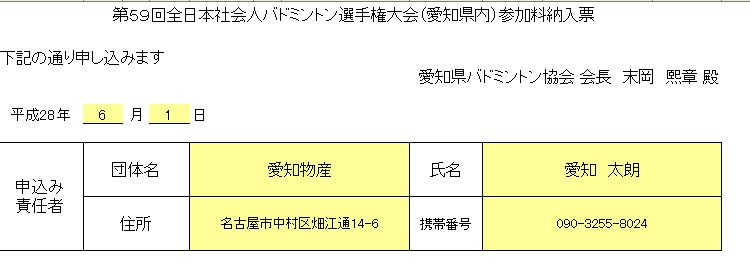 第59回全日本社会人バドミントン選手権大会(愛知県内)参加料納入票
下記の通り申し込みます
愛知県バドミントン協会 会長　末岡　熙章 殿
平成28年　6　月　1　日
申込み責任者　団体名　愛知物産　氏名　愛知　太朗
住所　名古屋市中村区畑江通14-6　携帯番号　090-3255-8024